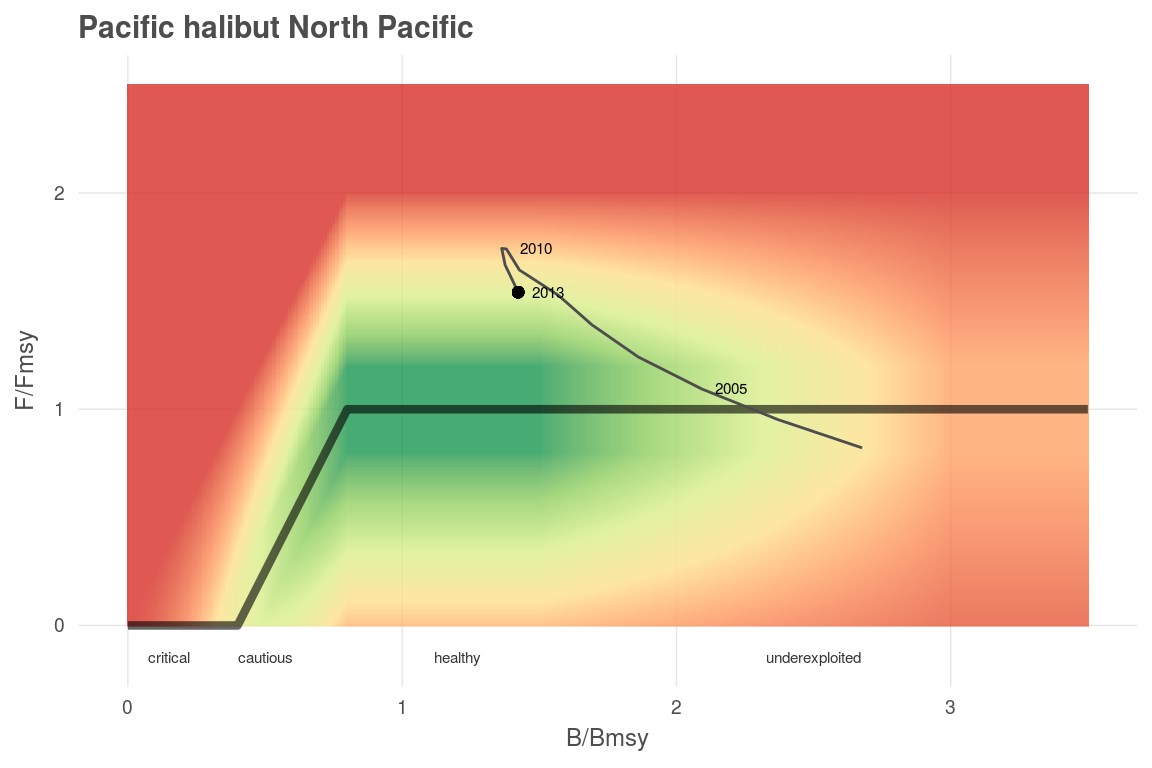 Pacific halibut North Pacific
F/Fmsy
2
1
0
2010
2013
2005
critical
cautious
healthy
underexploited
0
1
2
3
B/Bmsy